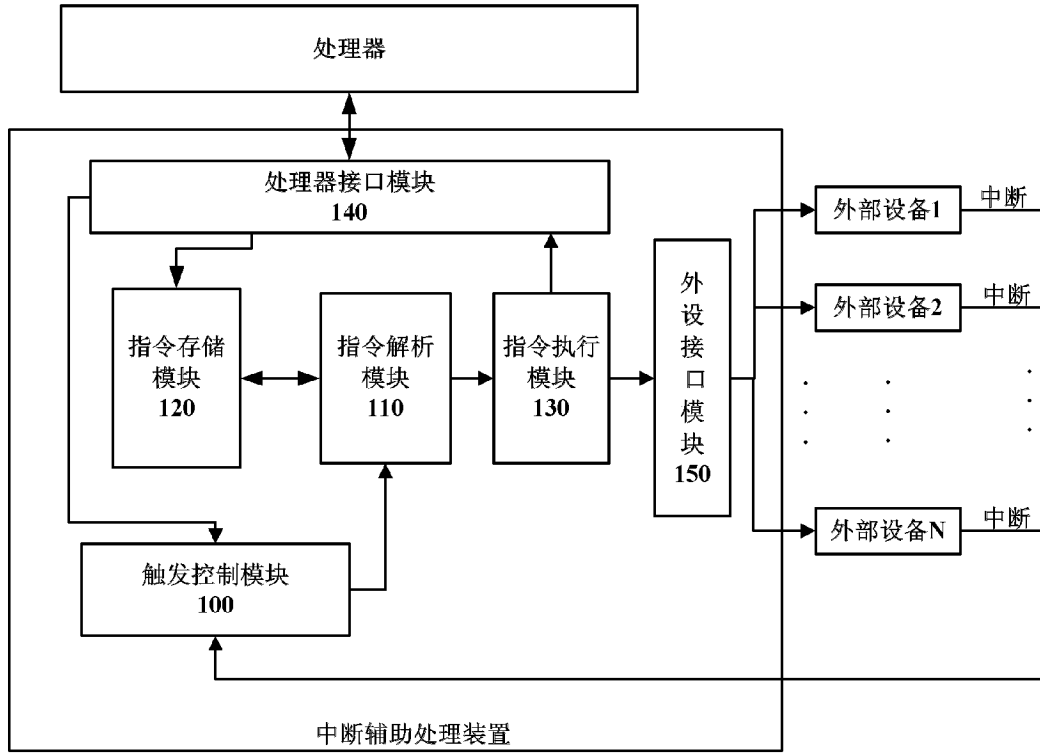 处理器
处理器接口模块
140
外部设备1
中断
外部设备2
中断
指令存储
模块
120
指令解析
模块
110
指令执行
模块
130
外
设
接
口
模
块
150
外部设备N
中断
触发控制模块
100
中断辅助处理装置